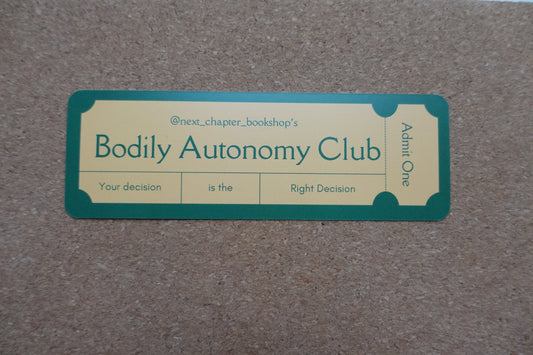 @next_chapter_bookshop's
Bodily Autonomy Club
Your decision is the Right Decision
Admit One